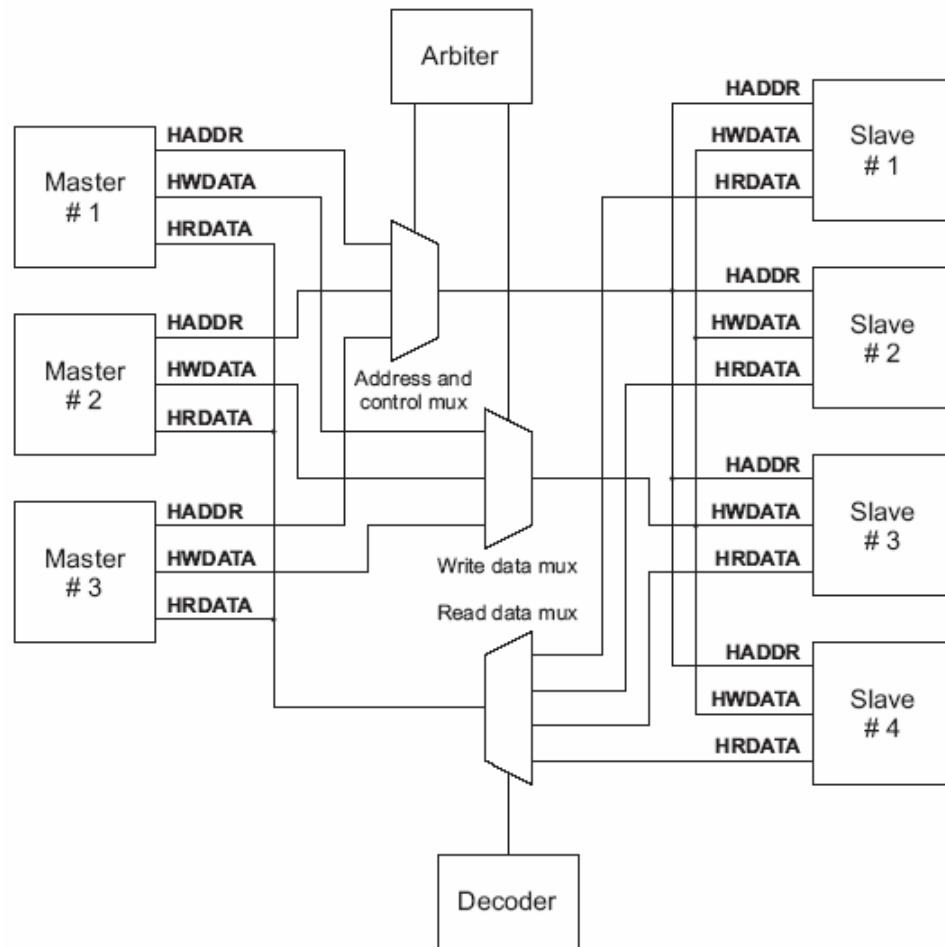 Arbiter
Master
# 1
HADDR
HWDATA
HRDATA
Master
# 2
HADDR
HWDATA
HRDATA
Master
# 3
HADDR
HWDATA
HRDATA
Address and
control mux
Write data mux
Read data mux
HADDR
HWDATA
HRDATA
Slave
# 1
HADDR
HWDATA
HRDATA
Slave
# 2
HADDR
HWDATA
HRDATA
Slave
# 3
HADDR
HWDATA
HRDATA
Slave
# 4
Decoder